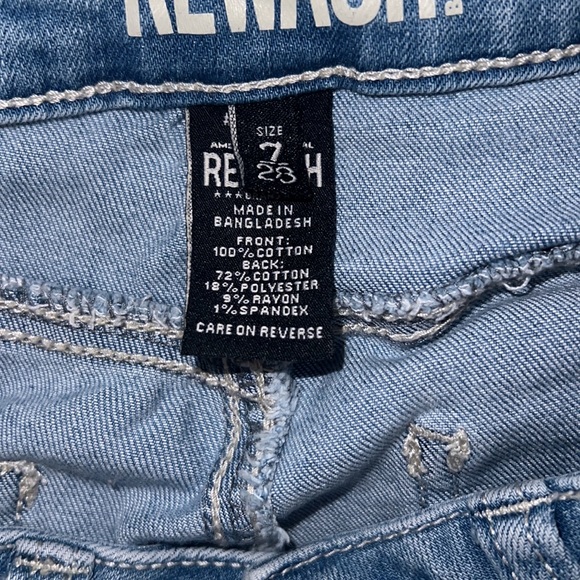 REWASH.
SIZE
7
28
MADE IN
BANGLADESH
FRONT:
100% COTTON
BACK:
72% COTTON
18% POLYESTER
9% RAYON
1% SPANDEX
CARE ON REVERSE